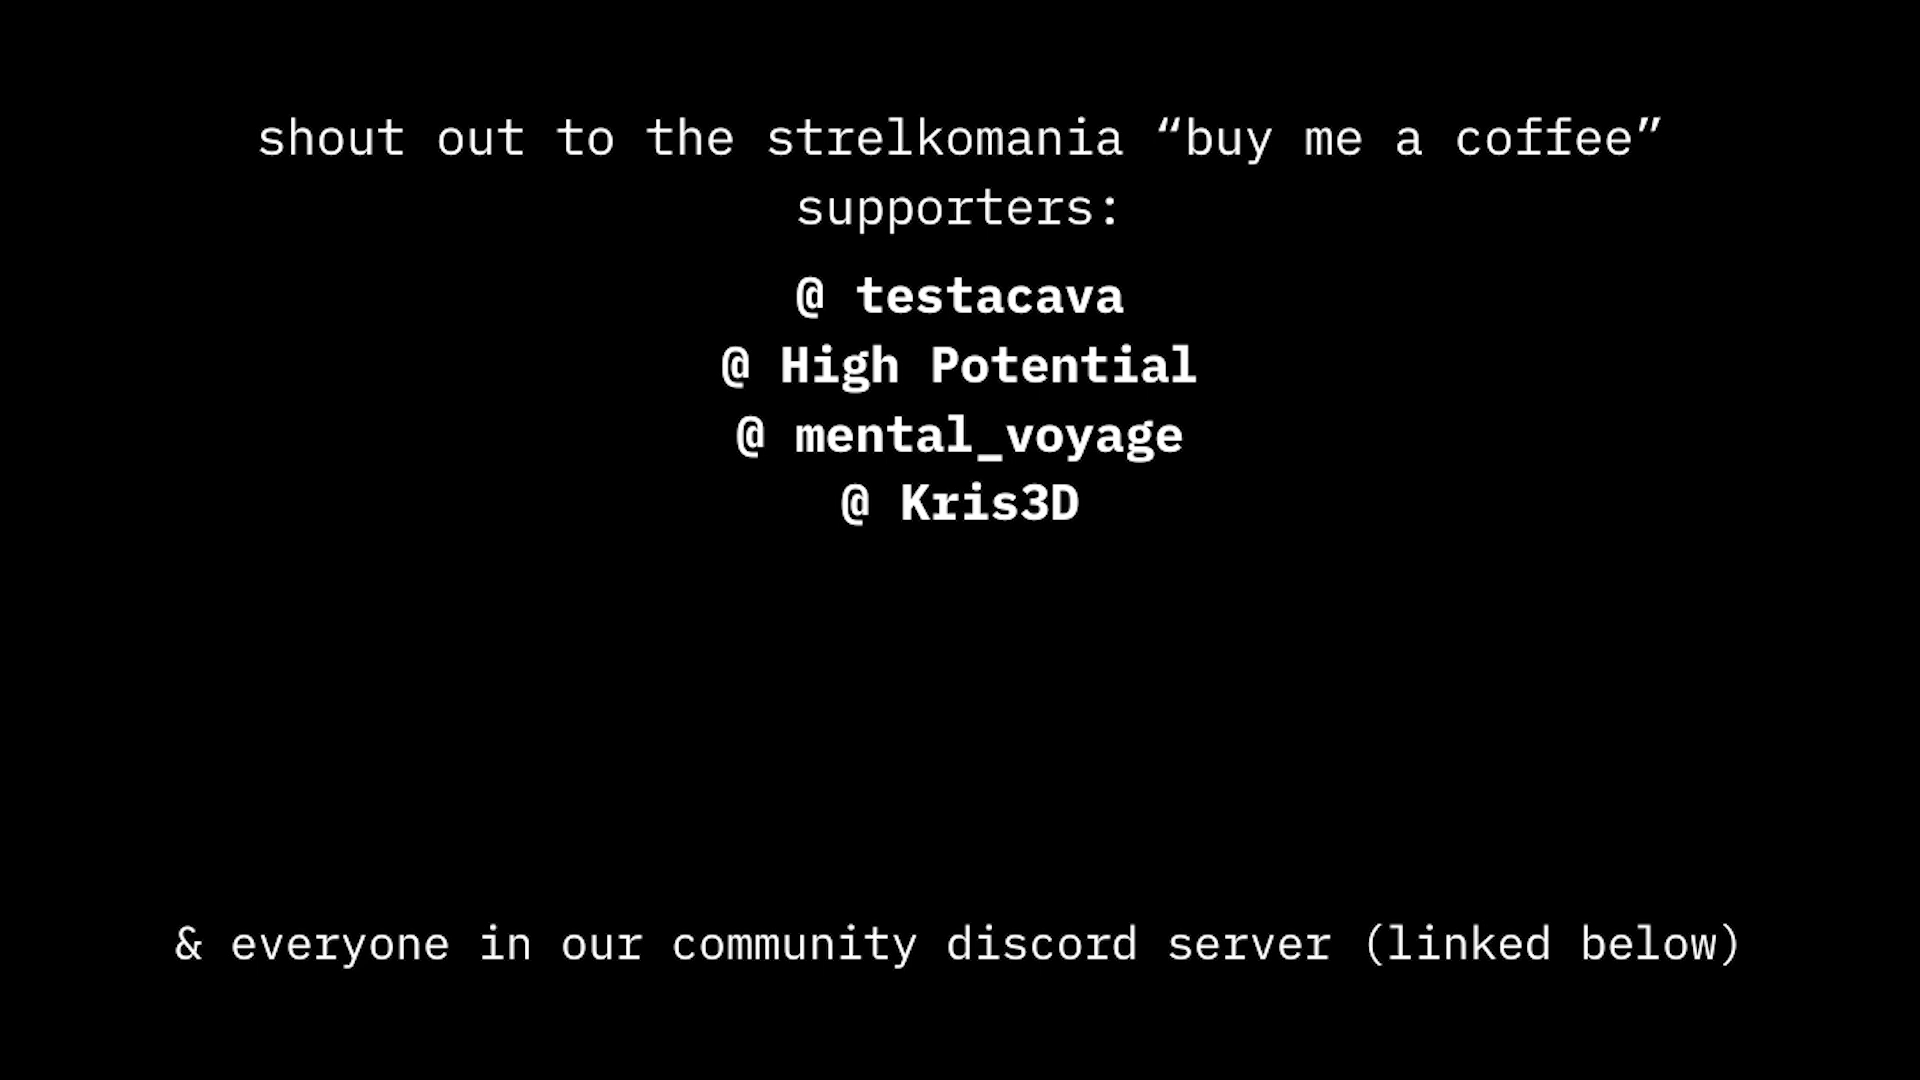 shout out to the strelkomania “buy me a coffee”
supporters:
@ testacava
@ High Potential
@ mental_voyage
@ Kris3D
& everyone in our community discord server (linked below)